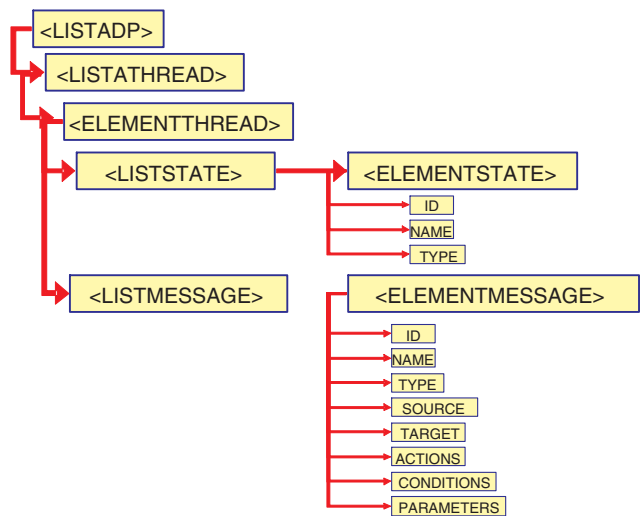 <LISTADP>
<LISTATHREAD>
<ELEMENTTHREAD>
<LISTSTATE>
<ELEMENTSTATE>
ID
NAME
TYPE
<LISTMESSAGE>
<ELEMENTMESSAGE>
ID
NAME
TYPE
SOURCE
TARGET
ACTIONS
CONDITIONS
PARAMETERS